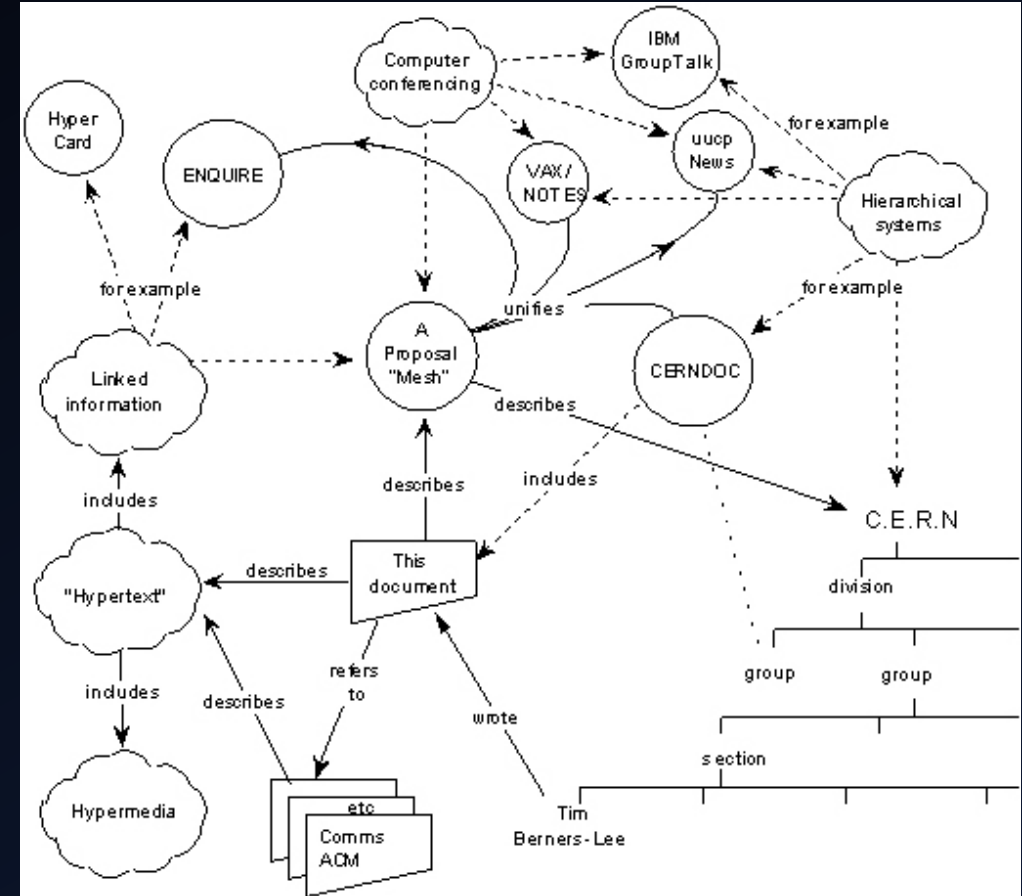 IBM
GroupTalk
Computer
conferencing
Hyper
Card
for example
uucp
News
ENQUIRE
VAX/
NOTES
Hierarchical
systems
for example
for example
unifies
A
Proposal
"Mesh"
CERNDOC
Linked
information
describes
includes
describes
includes
C.E.R.N
This
document
describes
division
"Hypertext"
refers
to
group
group
includes
describes
wrote
section
Hypermedia
etc
Comms
ACM
Tim
Berners-Lee